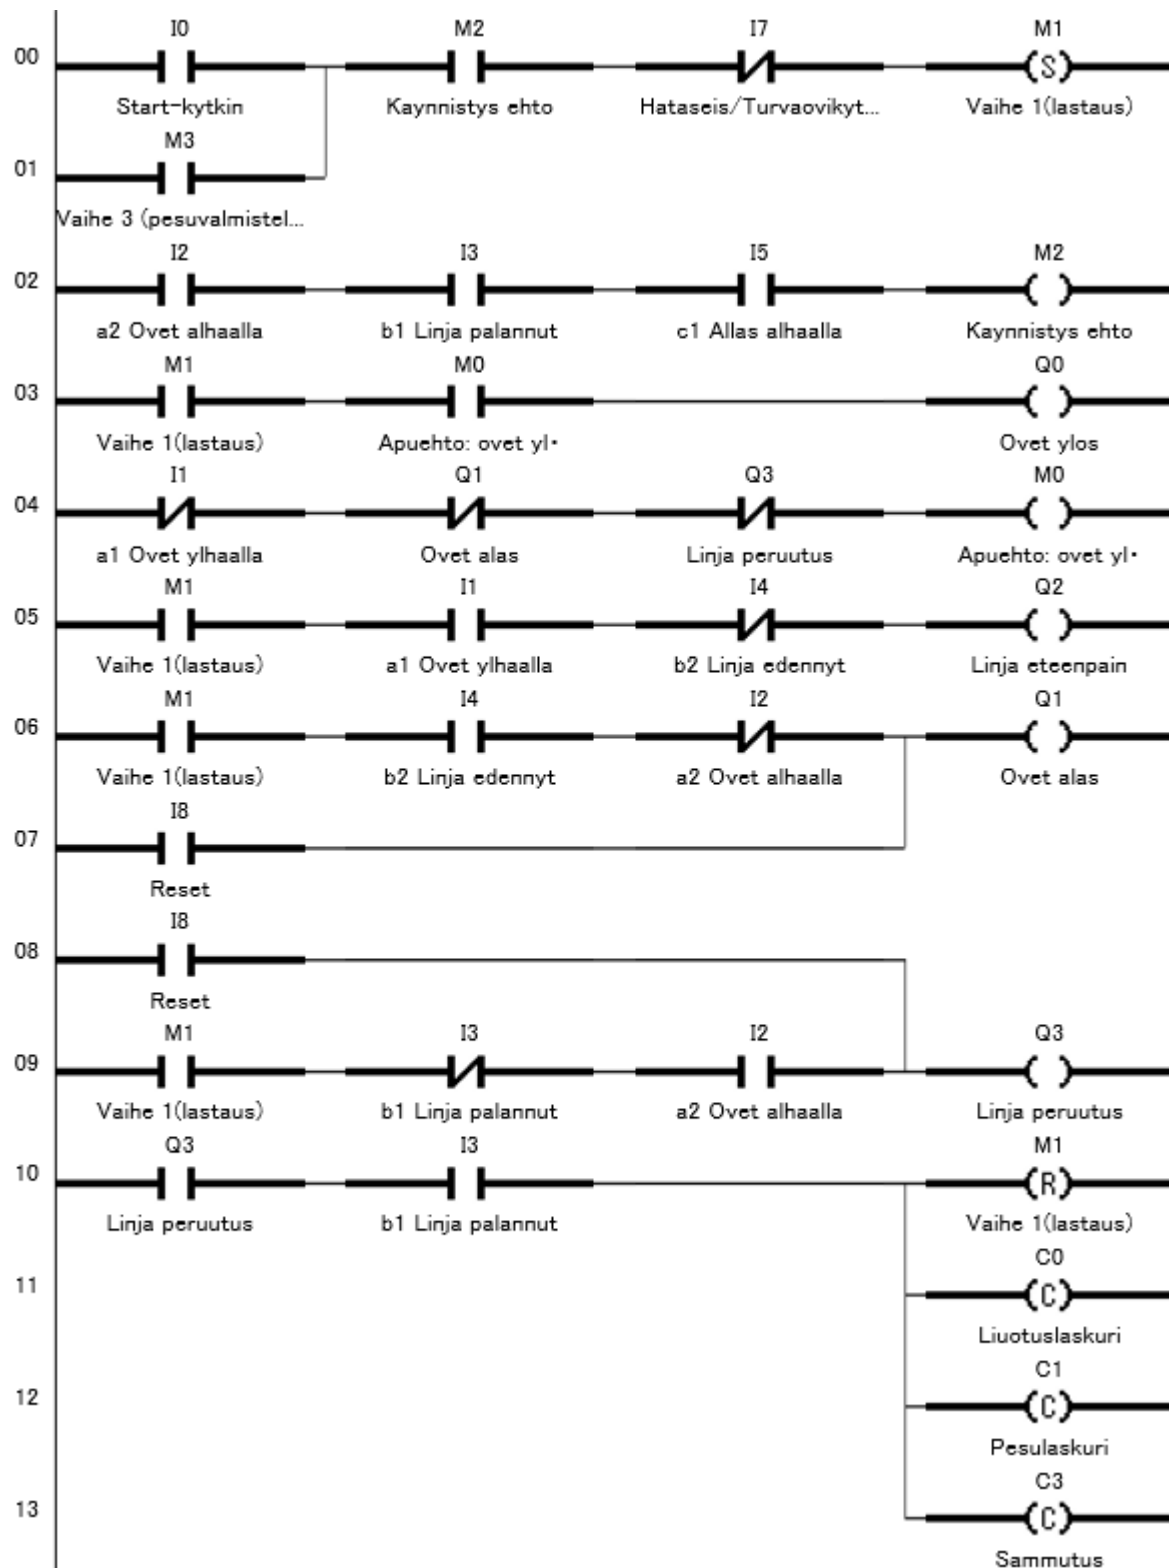 I0 M2 I7 M1
00 (S)
Start-kytkin Kaynnistys ehto Hataseis/Turvaovikyt... Vaihe 1(lastaus)
M3
01
Vaihe 3 (pesuvalmistel...
I2 I3 I5 M2
02
a2 Ovet alhaalla b1 Linja palannut c1 Allas alhaalla Kaynnistys ehto
M1 M0 Q0
03
Vaihe 1(lastaus) Apuehto: ovet yl･ Ovet ylos
I1 Q1 Q3 M0
04
a1 Ovet ylhaalla Ovet alas Linja peruutus Apuehto: ovet yl･
M1 I1 I4 Q2
05
Vaihe 1(lastaus) a1 Ovet ylhaalla b2 Linja edennyt Linja eteenpain
M1 I4 I2 Q1
06
Vaihe 1(lastaus) b2 Linja edennyt a2 Ovet alhaalla Ovet alas
I8
07
Reset
I8
08
Reset
M1 I3 I2 Q3
09
Vaihe 1(lastaus) b1 Linja palannut a2 Ovet alhaalla Linja peruutus
Q3 I3 M1
10 (R)
Linja peruutus b1 Linja palannut Vaihe 1(lastaus)
C0
11 (C)
Liuotuslaskuri
C1
12 (C)
Pesulaskuri
C3
13 (C)
Sammutus